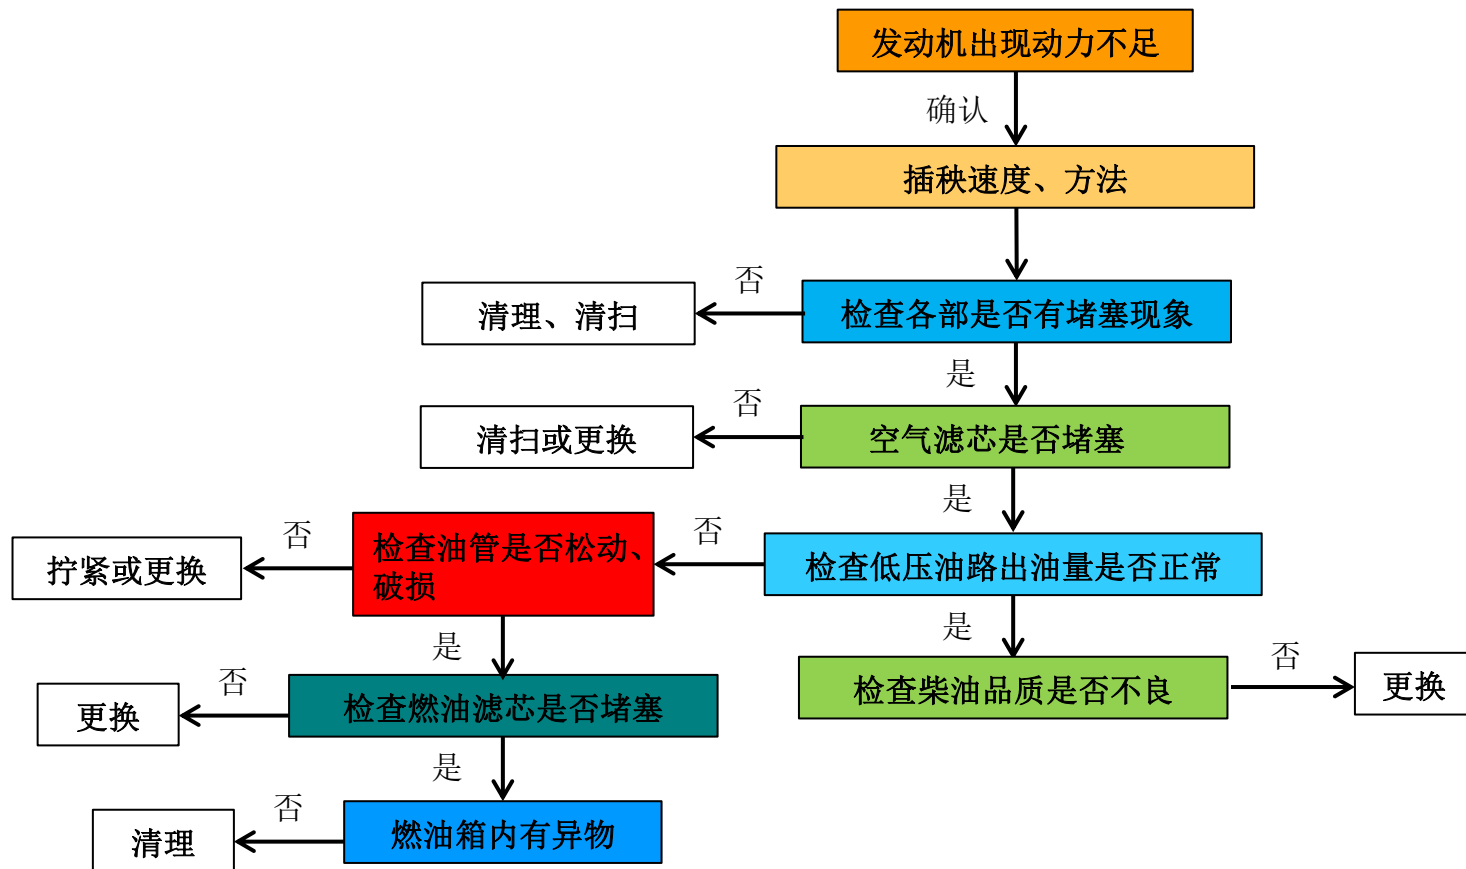 发动机出现动力不足
确认
插秧速度、方法
否
清理、清扫
检查各部是否有堵塞现象
是
否
清扫或更换
空气滤芯是否堵塞
是
否
否
拧紧或更换
检查油管是否松动、
破损
检查低压油路出油量是否正常
是
是
否
否
更换
检查燃油滤芯是否堵塞
检查柴油品质是否不良
更换
是
否
清理
燃油箱内有异物